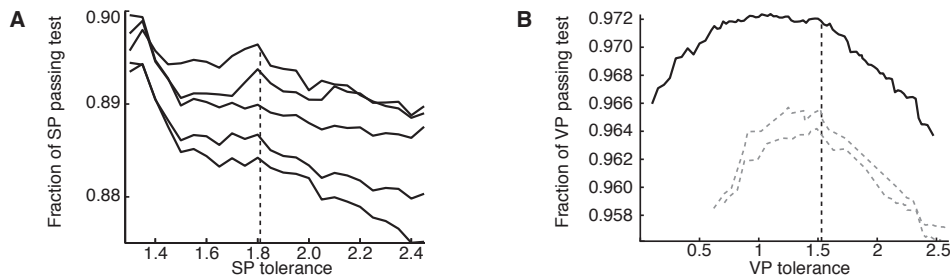 A
Fraction of SP passing test
0.90
0.89
0.88
1.4 1.6 1.8 2.0 2.2 2.4
SP tolerance
B
Fraction of VP passing test
0.972
0.970
0.968
0.966
0.964
0.962
0.960
0.958
0.5 1 1.5 2 2.5
VP tolerance